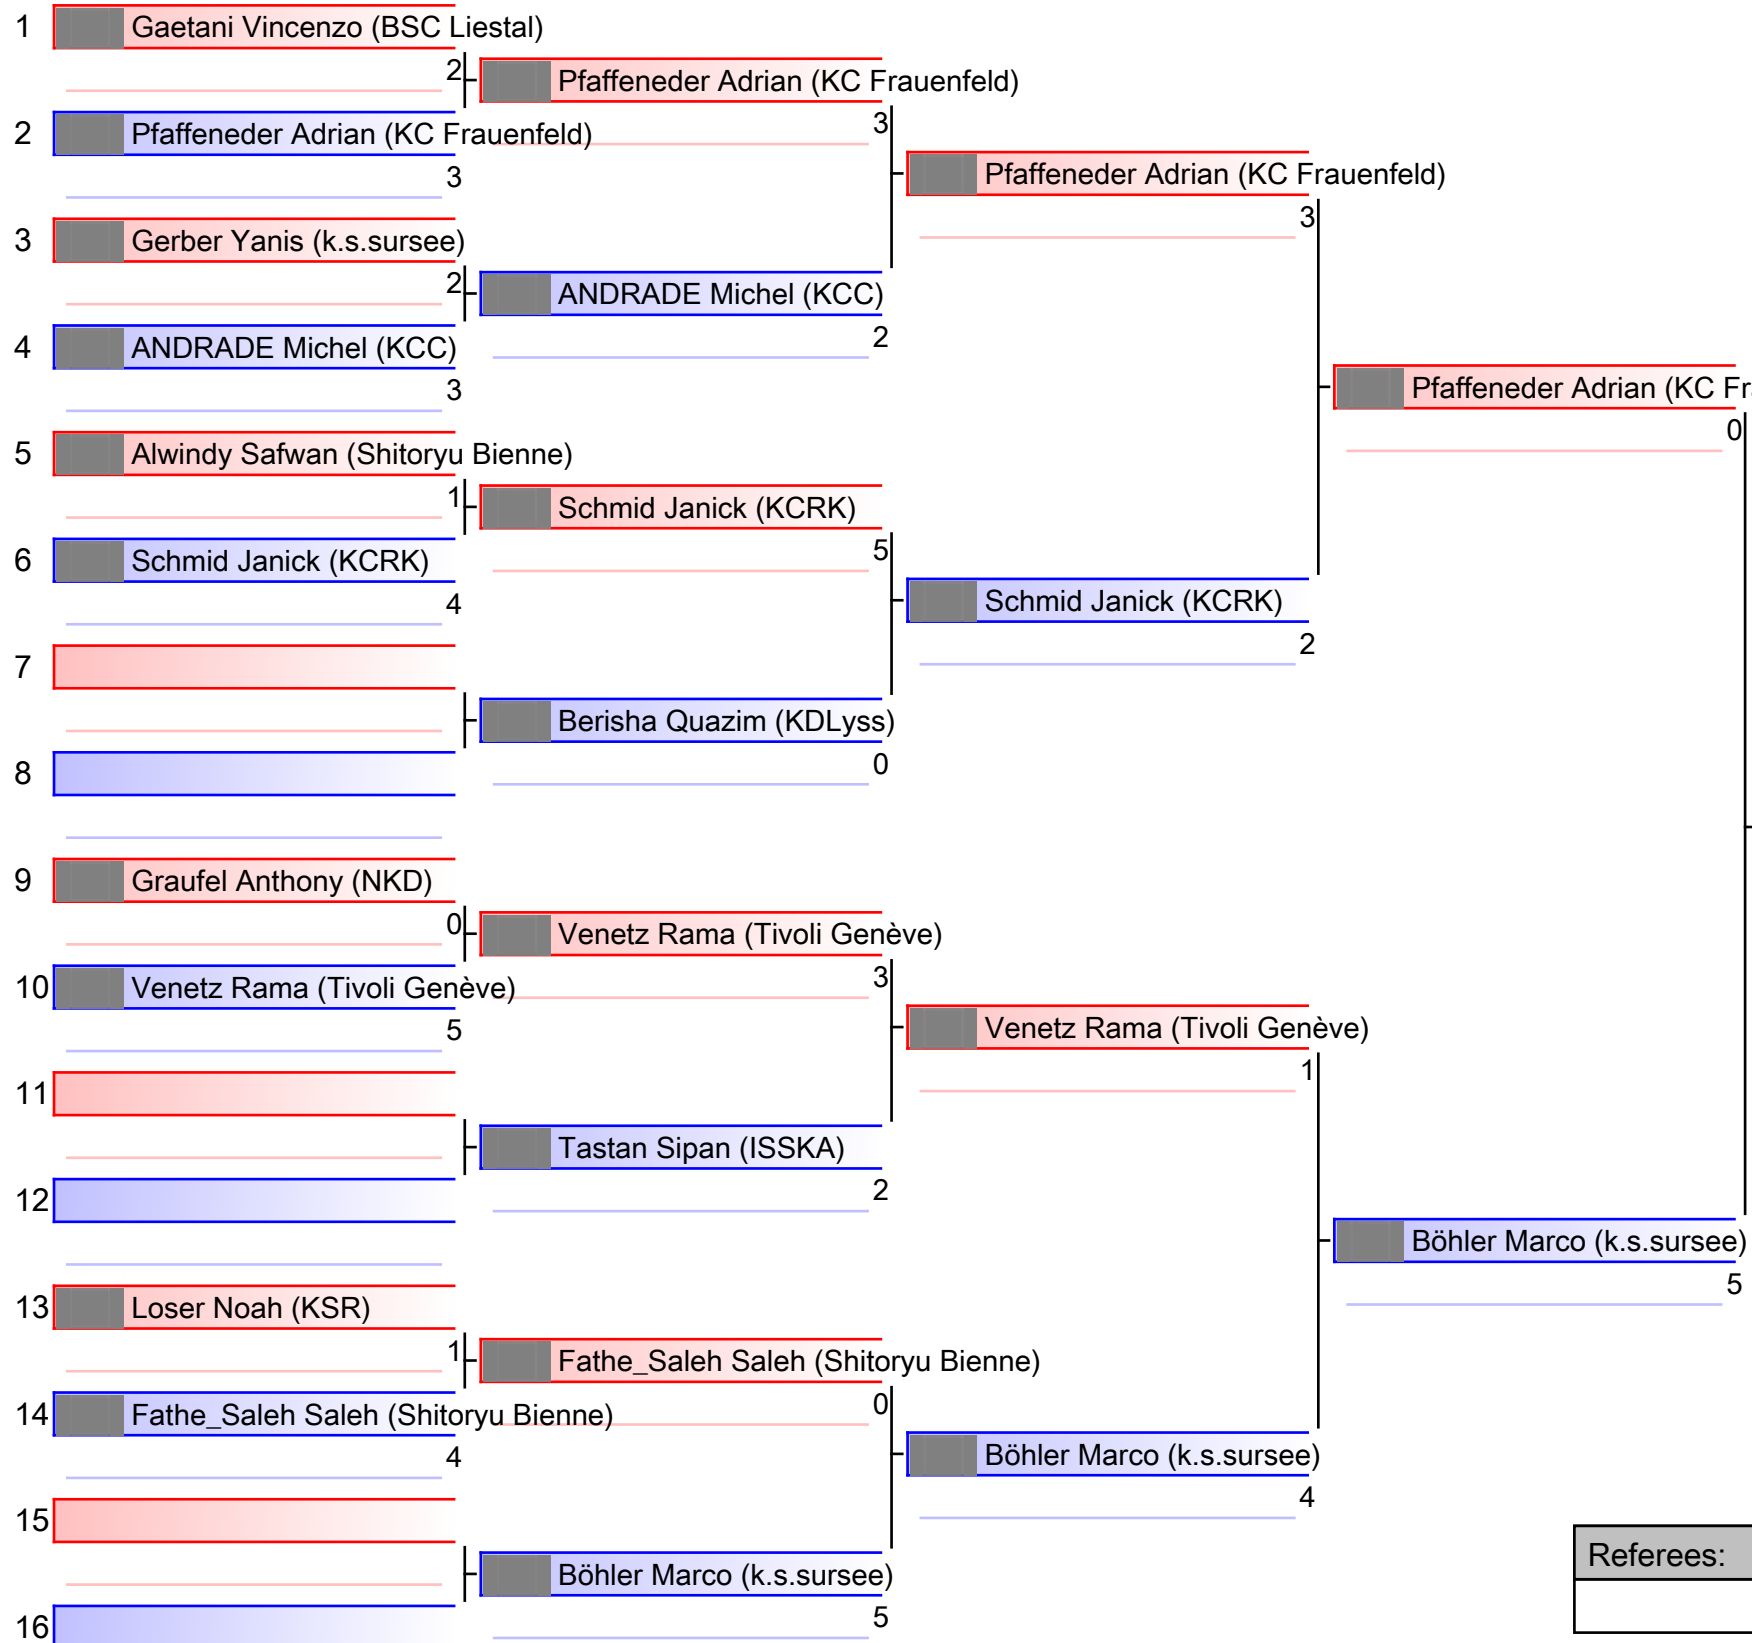 1 Gaetani Vincenzo (BSC Liestal)
2 Pfaffeneder Adrian (KC Frauenfeld)
2 Pfaffeneder Adrian (KC Frauenfeld)
3
3
3 Gerber Yanis (k.s.sursee)
2 ANDRADE Michel (KCC)
4 ANDRADE Michel (KCC)
2
3
Pfaffeneder Adrian (KC Frauenfeld)
3
5 Alwindy Safwan (Shitoryu Bienne)
1 Schmid Janick (KCRK)
6 Schmid Janick (KCRK)
5
4
Schmid Janick (KCRK)
2
7
Berisha Quazim (KDLyss)
8
0
Pfaffeneder Adrian (KC Fra
0
9 Graufel Anthony (NKD)
0 Venetz Rama (Tivoli Genève)
10 Venetz Rama (Tivoli Genève)
3
5
Venetz Rama (Tivoli Genève)
1
11
Tastan Sipan (ISSKA)
12
2
Böhler Marco (k.s.sursee)
5
13 Loser Noah (KSR)
1 Fathe_Saleh Saleh (Shitoryu Bienne)
14 Fathe_Saleh Saleh (Shitoryu Bienne)
0
4
Böhler Marco (k.s.sursee)
4
15
Böhler Marco (k.s.sursee)
16
5
Referees: